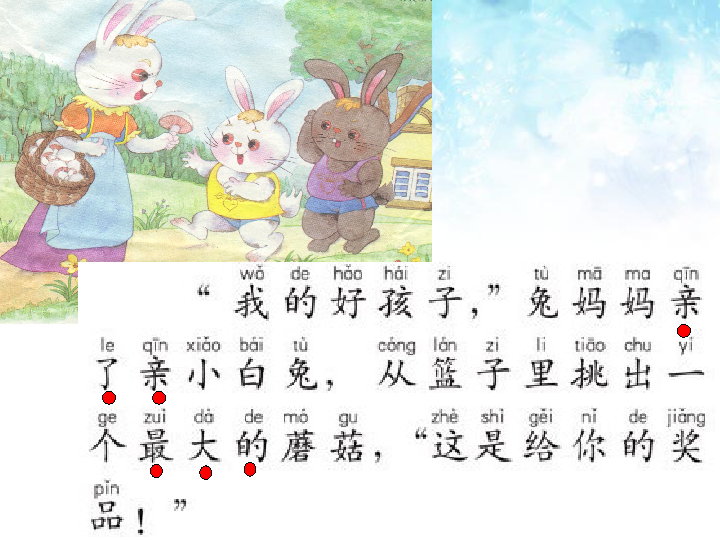 wǒ de hǎo hái zi tù mā ma qīn
“我的好孩子，”兔妈妈亲
le qīn xiǎo bái tù cóng lán zi li tiāo chu yí
了亲小白兔，从篮子里挑出一
ge zuì dà de mó gu zhè shì gěi nǐ de jiǎng
个最大的蘑菇，“这是给你的奖
pǐn
品！”